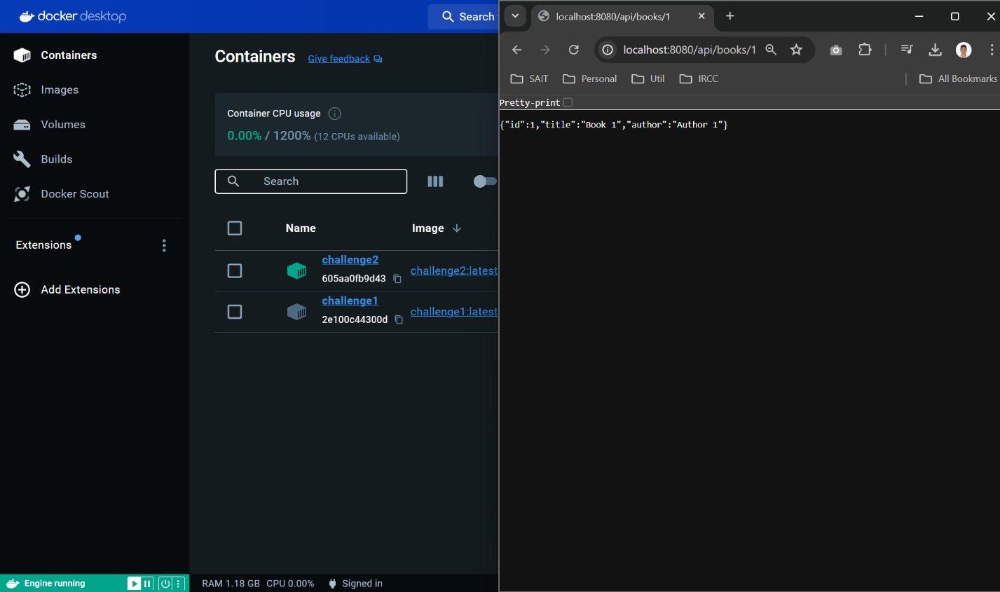 docker desktop
Search
Containers
Images
Volumes
Builds
Docker Scout
Extensions
Add Extensions
Containers
Give feedback
Container CPU usage
0.00% / 1200% (12 CPUs available)
Search
Name
Image
challenge2
605aa0fb9d43
challenge2:latest
challenge1
2e100c44300d
challenge1:latest
Engine running
RAM 1.18 GB CPU 0.00%
Signed in
localhost:8080/api/books/1
localhost:8080/api/books/1
SAIT
Personal
Util
IRCC
All Bookmarks
Pretty-print
{"id":1,"title":"Book 1","author":"Author 1"}